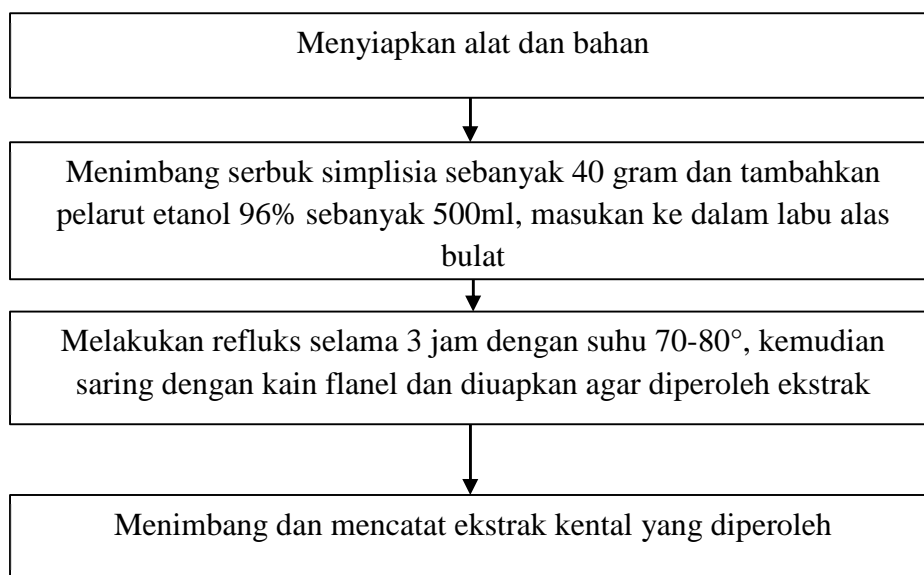 Menyiapkan alat dan bahan
Menimbang serbuk simplisia sebanyak 40 gram dan tambahkan
pelarut etanol 96% sebanyak 500ml, masukan ke dalam labu alas
bulat
Melakukan refluks selama 3 jam dengan suhu 70-80°, kemudian
saring dengan kain flanel dan diuapkan agar diperoleh ekstrak
Menimbang dan mencatat ekstrak kental yang diperoleh